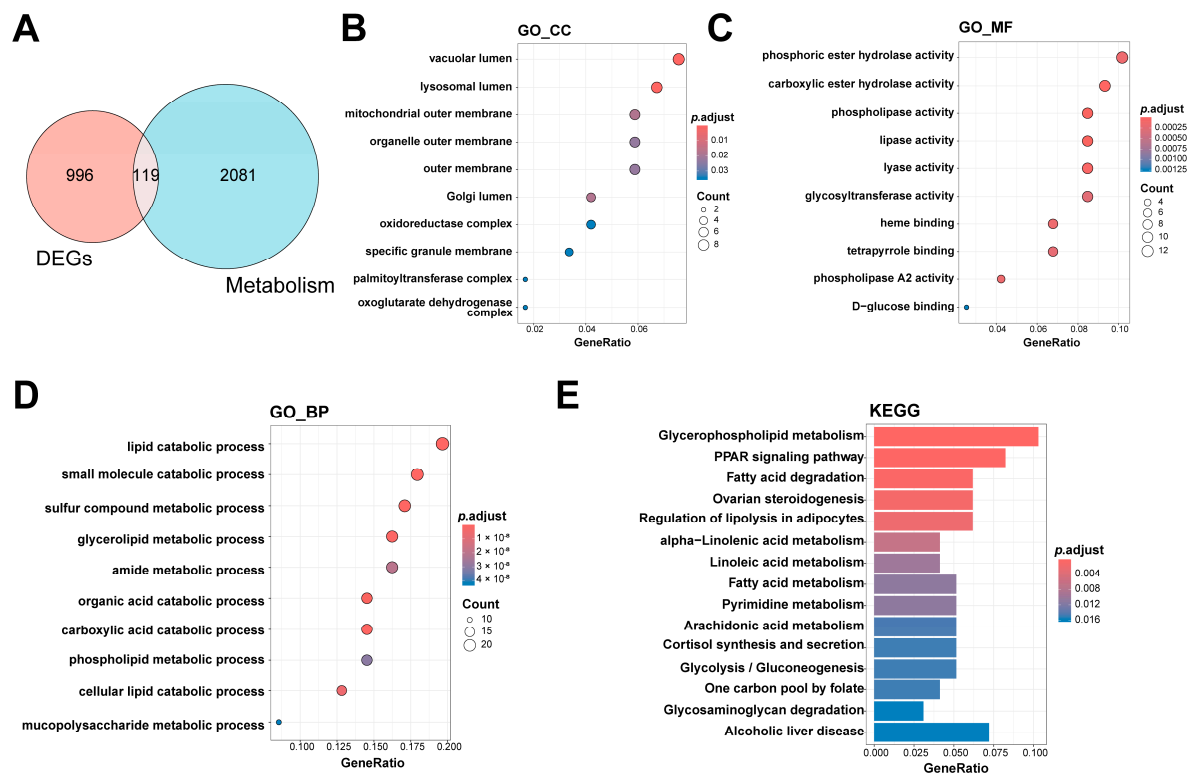 A
996
119
2081
DEGs
Metabolism
B
GO_CC
vacuolar lumen
lysosomal lumen
mitochondrial outer membrane
organelle outer membrane
outer membrane
Golgi lumen
oxidoreductase complex
specific granule membrane
palmitoyltransferase complex
oxoglutarate dehydrogenase
complex
0.02
0.04
0.06
GeneRatio
p.adjust
0.01
0.02
0.03
Count
2
4
6
8
C
GO_MF
phosphoric ester hydrolase activity
carboxylic ester hydrolase activity
phospholipase activity
lipase activity
lyase activity
glycosyltransferase activity
heme binding
tetrapyrrole binding
phospholipase A2 activity
D−glucose binding
0.04
0.06
0.08
0.10
GeneRatio
p.adjust
0.00025
0.00050
0.00075
0.00100
0.00125
Count
4
6
8
10
12
D
GO_BP
lipid catabolic process
small molecule catabolic process
sulfur compound metabolic process
glycerolipid metabolic process
amide metabolic process
organic acid catabolic process
carboxylic acid catabolic process
phospholipid metabolic process
cellular lipid catabolic process
mucopolysaccharide metabolic process
0.100
0.125
0.150
0.175
0.200
GeneRatio
p.adjust
1 × 10⁻⁸
2 × 10⁻⁸
3 × 10⁻⁸
4 × 10⁻⁸
Count
10
15
20
E
KEGG
Glycerophospholipid metabolism
PPAR signaling pathway
Fatty acid degradation
Ovarian steroidogenesis
Regulation of lipolysis in adipocytes
alpha−Linolenic acid metabolism
Linoleic acid metabolism
Fatty acid metabolism
Pyrimidine metabolism
Arachidonic acid metabolism
Cortisol synthesis and secretion
Glycolysis / Gluconeogenesis
One carbon pool by folate
Glycosaminoglycan degradation
Alcoholic liver disease
0.000
0.025
0.050
0.075
0.100
GeneRatio
p.adjust
0.004
0.008
0.012
0.016